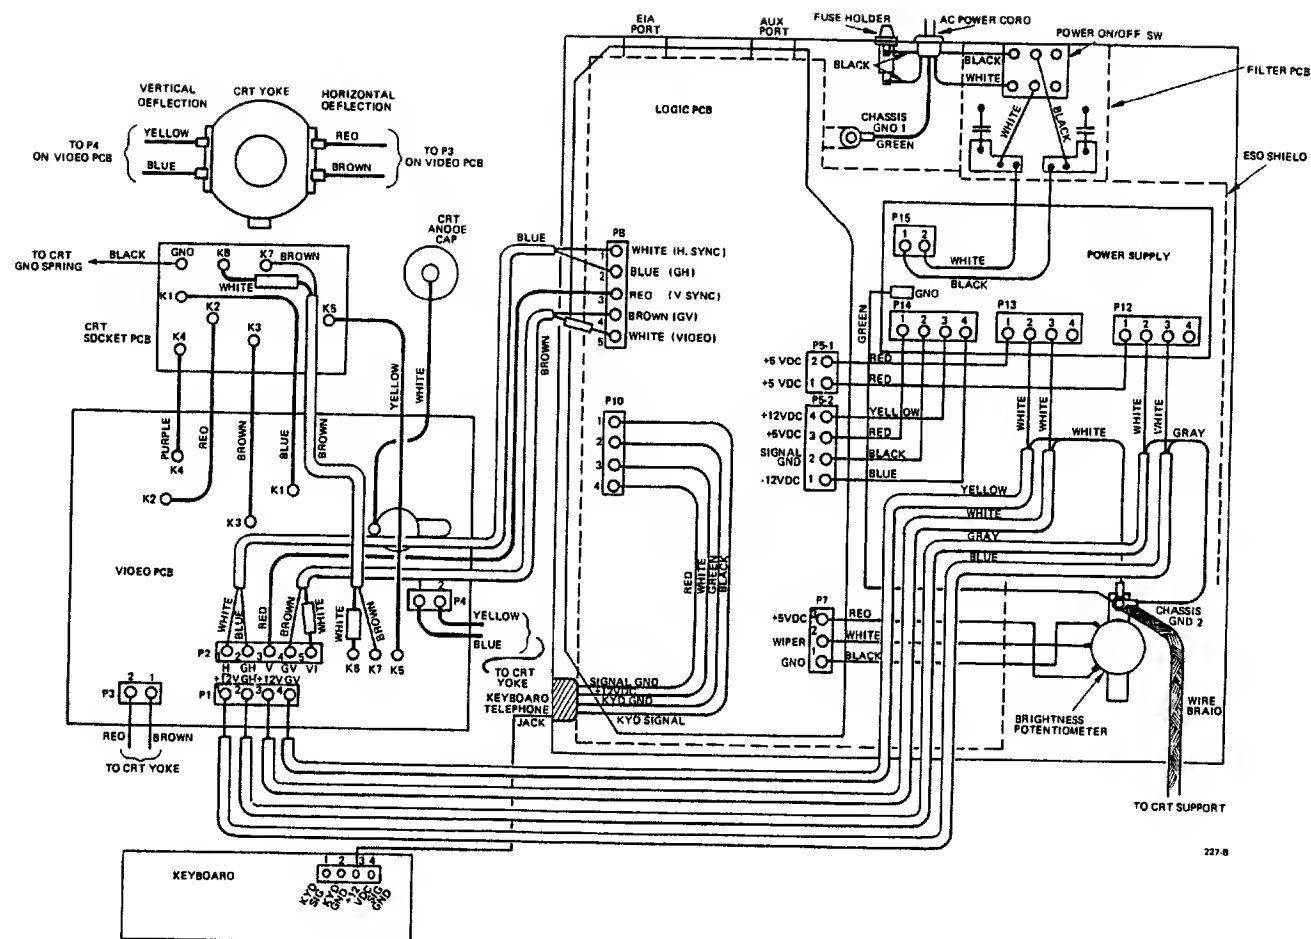 EIA
PORT
AUX
PORT
FUSE HOLDER
AC POWER CORD
POWER ON/OFF SW
FILTER PCB
ESD SHIELD
BLACK
BLACK
WHITE
WHITE
BLACK
CHASSIS
GND 1
GREEN
LOGIC PCB
VERTICAL
DEFLECTION
CRT YOKE
HORIZONTAL
DEFLECTION
YELLOW
BLUE
TO P4
ON VIDEO PCB
RED
BROWN
TO P3
ON VIDEO PCB
CRT
ANODE
CAP
TO CRT
GND SPRING
BLACK
GND
K6
K7
BROWN
WHITE
K1
K2
K3
K4
K5
CRT
SOCKET PCB
BLUE
BROWN
P8
1 WHITE (H. SYNC)
2 BLUE (GH)
3 RED (V SYNC)
4 BROWN (GV)
5 WHITE (VIDEO)
P15
1 2
WHITE
BLACK
POWER SUPPLY
GND
GREEN
P14
1 2 3 4
P13
1 2 3 4
P12
1 2 3 4
P5-1
+5 VDC 2 RED
+5 VDC 1 RED
P5-2
+12VDC 4 YELLOW
+5VDC 3 RED
SIGNAL
GND 2 BLACK
-12VDC 1 BLUE
WHITE
WHITE
WHITE
WHITE
WHITE
GRAY
YELLOW
WHITE
GRAY
BLUE
P10
1
2
3
4
RED
WHITE
GREEN
BLACK
PURPLE
RED
BROWN
BLUE
BROWN
YELLOW
WHITE
K4
K2
K3
K1
VIDEO PCB
WHITE
BLUE
RED
BROWN
WHITE
WHITE
BROWN
K6
K7
K5
1 2
P4
YELLOW
BLUE
TO CRT
YOKE
P2
1 2 3 4 5
H GH V GV VI
+12V GH +12V GV
P1
1 2 3 4
P3
2 1
RED
BROWN
TO CRT YOKE
KEYBOARD
TELEPHONE
JACK
SIGNAL GND
+12VDC
KYD GND
KYD SIGNAL
P7
+5VDC 3 RED
WIPER 2 WHITE
GND 1 BLACK
CHASSIS
GND 2
BRIGHTNESS
POTENTIOMETER
WIRE
BRAID
TO CRT SUPPORT
KEYBOARD
1 2 3 4
KYD
SIG
KYD
GND
+12
VDC
SIG
GND
227-B